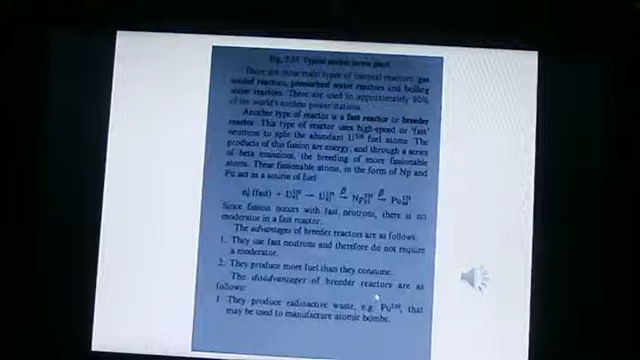 Fig. 7.21 Typical nuclear power plant
There are three main types of thermal reactors: gas
cooled reactors, pressurized water reactors and boiling
water reactors. These are used in approximately 80%
of the world's nuclear power stations.
Another type of reactor is a fast reactor or breeder
reactor. This type of reactor uses high-speed or 'fast'
neutrons to split the abundant U²³⁸ fuel atoms. The
products of this fission are energy, and through a series
of beta emissions, the breeding of more fissionable
atoms. These fissionable atoms, in the form of Np and
Pu act as a source of fuel
(fast) + U → U β → Np β → Pu
Since fission occurs with fast neutrons, there is no
moderator in a fast reactor.
The advantages of breeder reactors are as follows:
1. They use fast neutrons and therefore do not require
a moderator.
2. They produce more fuel than they consume.
The disadvantages of breeder reactors are as
follows:
1 They produce radioactive waste, e.g. Pu²³⁹, that
may be used to manufacture atomic bombs.